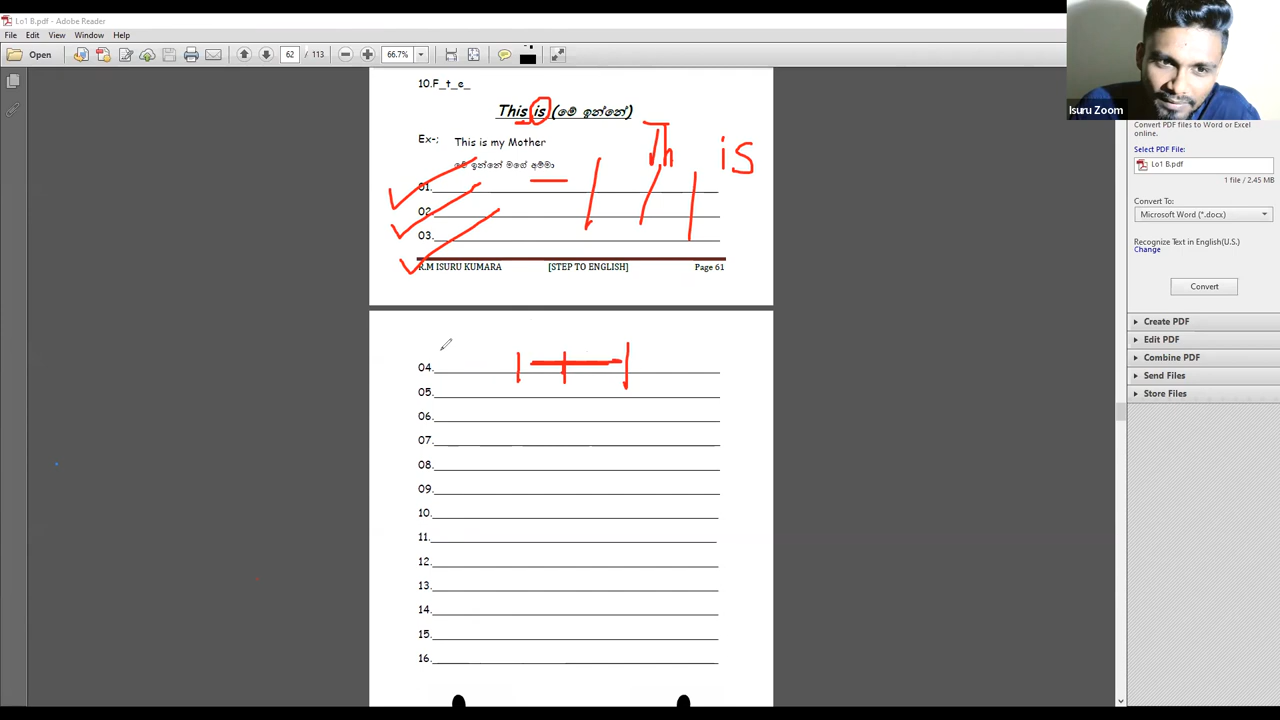 Lo1 B.pdf - Adobe Reader
File Edit View Window Help
Open 62 / 113 66.7%
Isuru Zoom
10.F_t_e_
This is (මේ ඉන්නේ)
Ex-; This is my Mother
මේ ඉන්නේ මගේ අම්මා
Th is
01.
02.
03.
R.M ISURU KUMARA [STEP TO ENGLISH] Page 61
04.
05.
06.
07.
08.
09.
10.
11.
12.
13.
14.
15.
16.
Convert PDF files to Word or Excel
online.
Select PDF File:
Lo1 B.pdf
1 file / 2.45 MB
Convert To:
Microsoft Word (*.docx)
Recognize Text in English(U.S.)
Change
Convert
Create PDF
Edit PDF
Combine PDF
Send Files
Store Files